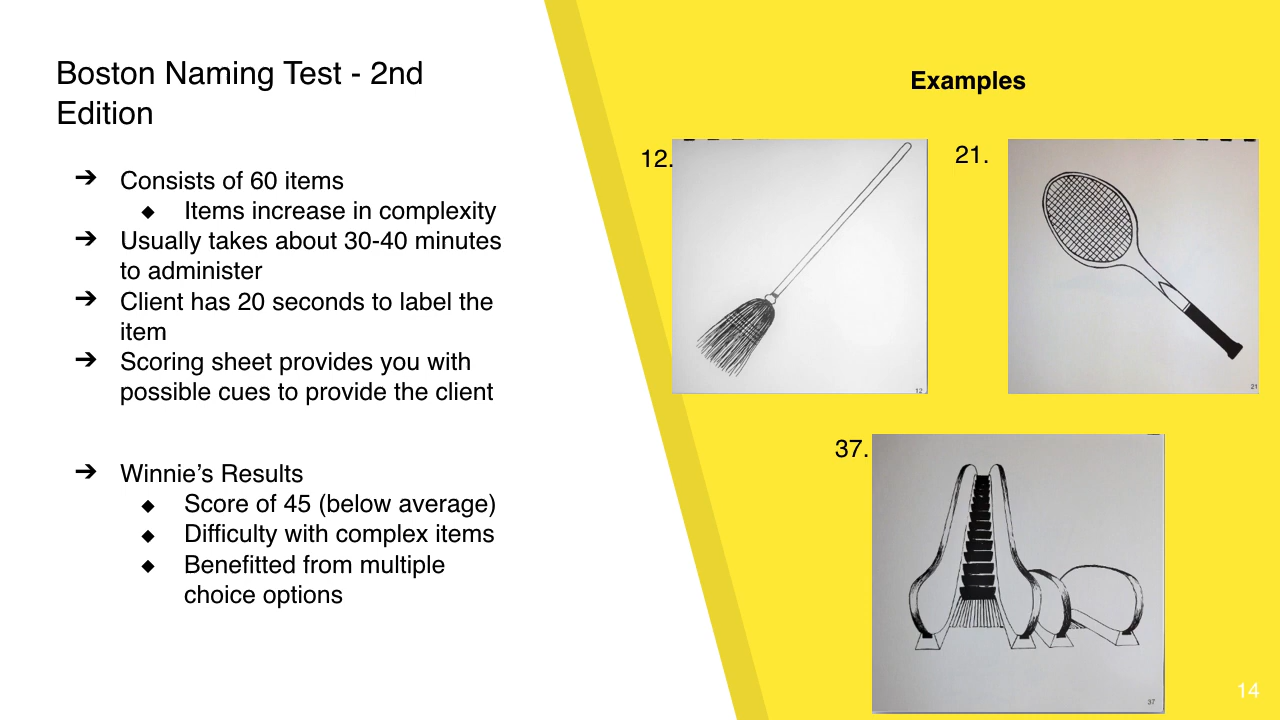 Boston Naming Test - 2nd
Edition
➔ Consists of 60 items
◆ Items increase in complexity
➔ Usually takes about 30-40 minutes
to administer
➔ Client has 20 seconds to label the
item
➔ Scoring sheet provides you with
possible cues to provide the client
➔ Winnie’s Results
◆ Score of 45 (below average)
◆ Difficulty with complex items
◆ Benefitted from multiple
choice options
Examples
12.
12
21.
21
37.
37
14